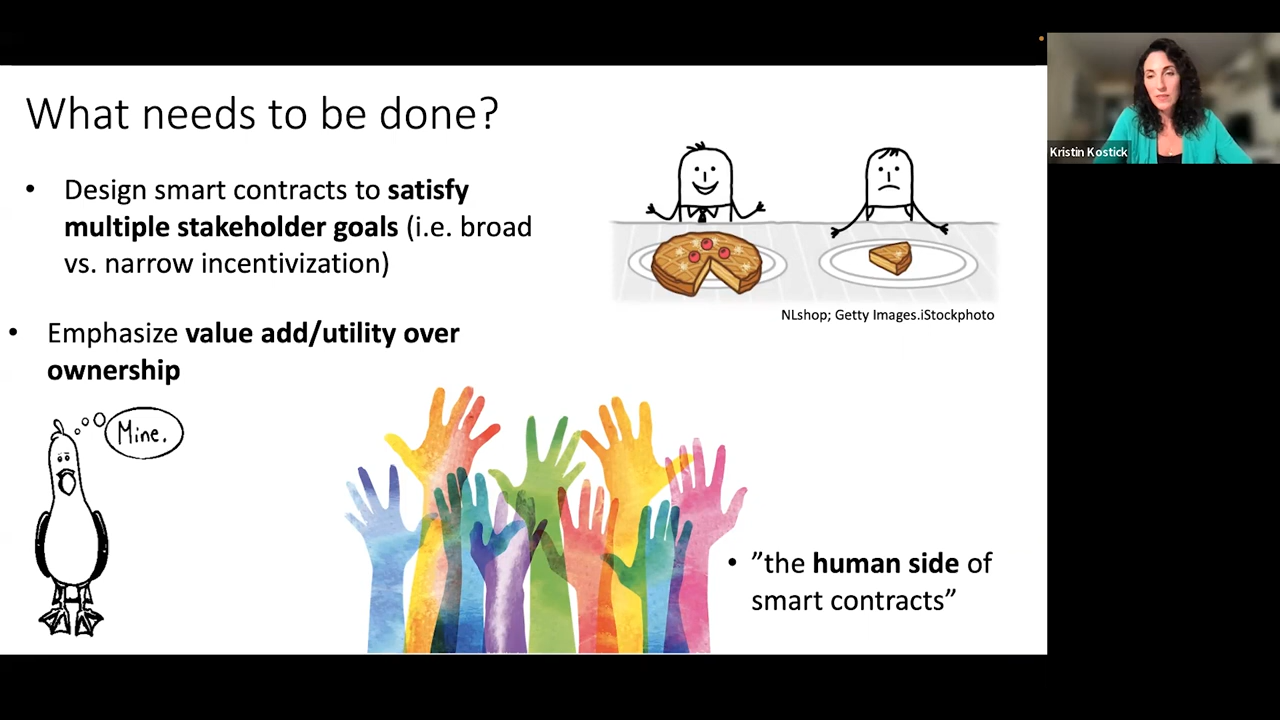 What needs to be done?
• Design smart contracts to satisfy
multiple stakeholder goals (i.e. broad
vs. narrow incentivization)
NLshop; Getty Images.iStockphoto
• Emphasize value add/utility over
ownership
Mine.
• ”the human side of
smart contracts”
Kristin Kostick